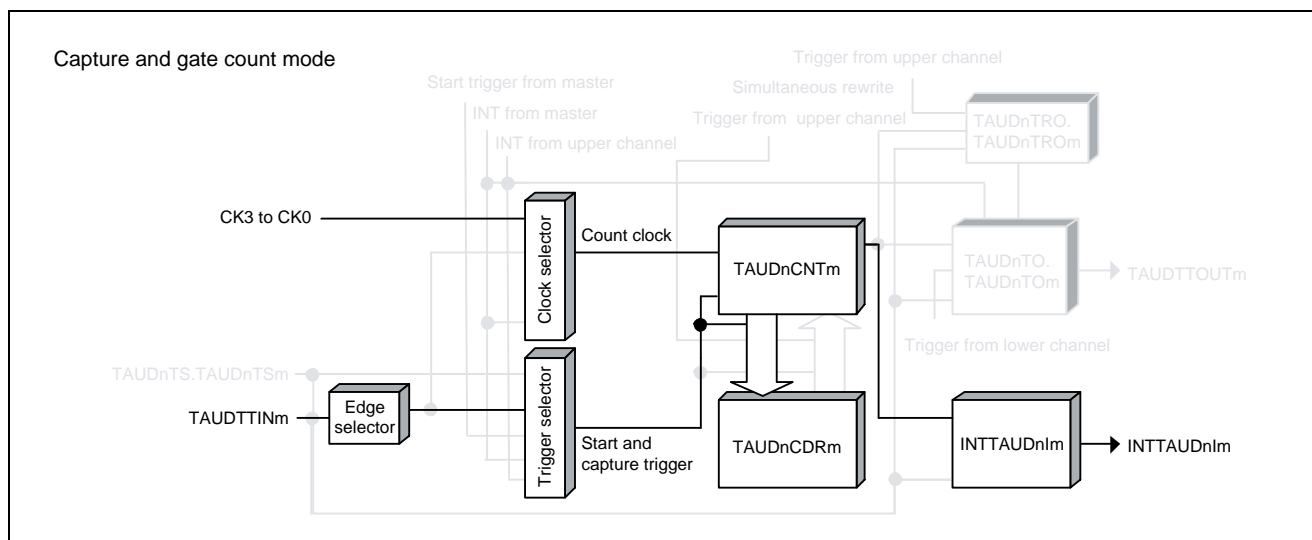 Capture and gate count mode
Trigger from upper channel
Start trigger from master
Simultaneous rewrite
INT from master
Trigger from upper channel
INT from upper channel
TAUDnTRO.
TAUDnTROm
CK3 to CK0
Clock selector
Count clock
TAUDnCNTm
TAUDnTO.
TAUDnTOm
TAUDTTOUTm
Trigger from lower channel
TAUDnTS.TAUDnTSm
TAUDTTINm
Edge
selector
Trigger selector
Start and
capture trigger
TAUDnCDRm
INTTAUDnIm
INTTAUDnIm